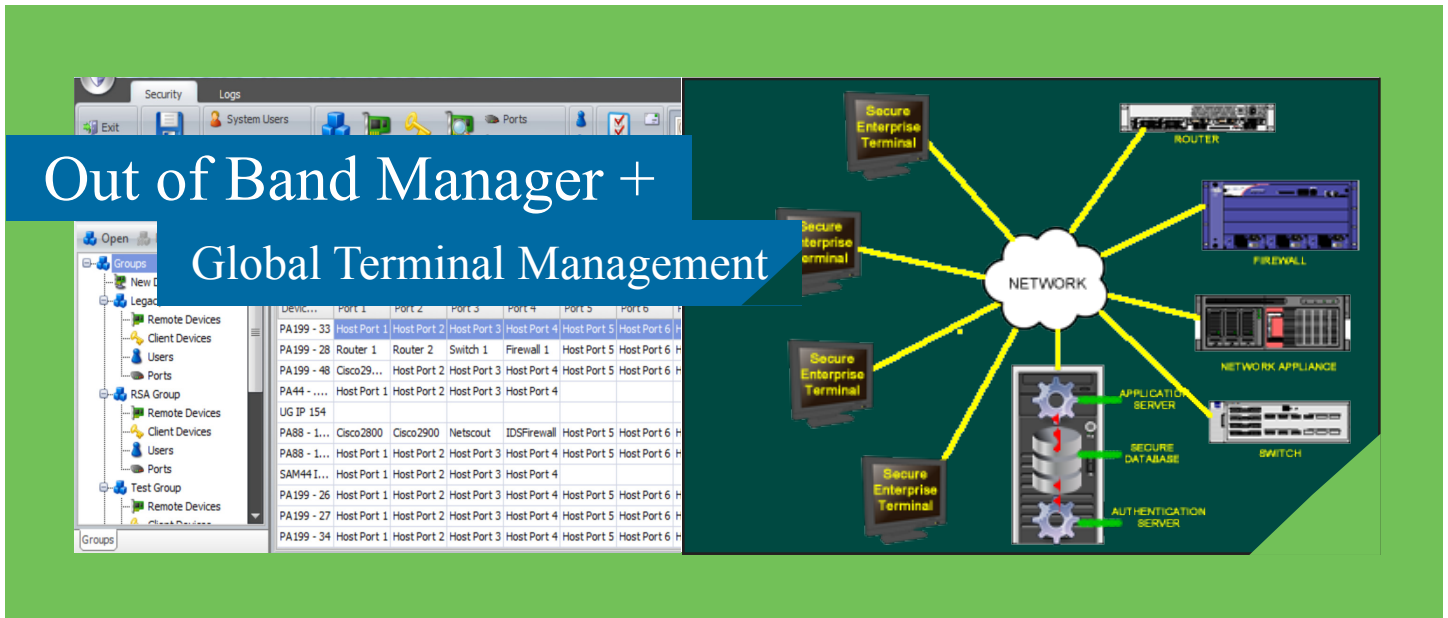 Security Logs
Exit
System Users
Ports
Out of Band Manager +
Global Terminal Management
Open
Groups
New
Remote Devices
Client Devices
Users
Ports
RSA Group
Remote Devices
Client Devices
Users
Ports
Test Group
Remote Devices
Client Devices
Groups
Devic... Port 1 Port 2 Port 3 Port 4 Port 5 Port 6
PA199 - 33 Host Port 1 Host Port 2 Host Port 3 Host Port 4 Host Port 5 Host Port 6 H
PA199 - 28 Router 1 Router 2 Switch 1 Firewall 1 Host Port 5 Host Port 6 H
PA199 - 48 Cisco29... Host Port 2 Host Port 3 Host Port 4 Host Port 5 Host Port 6 H
PA44 - .... Host Port 1 Host Port 2 Host Port 3 Host Port 4
UG IP 154
PA88 - 1... Cisco2800 Cisco2900 Netscout IDSFirewall Host Port 5 Host Port 6 H
PA88 - 1... Host Port 1 Host Port 2 Host Port 3 Host Port 4 Host Port 5 Host Port 6 H
SAM44 I... Host Port 1 Host Port 2 Host Port 3 Host Port 4
PA199 - 26 Host Port 1 Host Port 2 Host Port 3 Host Port 4 Host Port 5 Host Port 6 H
PA199 - 27 Host Port 1 Host Port 2 Host Port 3 Host Port 4 Host Port 5 Host Port 6 H
PA199 - 34 Host Port 1 Host Port 2 Host Port 3 Host Port 4 Host Port 5 Host Port 6 H
Secure
Enterprise
Terminal
Secure
Enterprise
Terminal
Secure
Enterprise
Terminal
Secure
Enterprise
Terminal
NETWORK
ROUTER
FIREWALL
NETWORK APPLIANCE
SWITCH
APPLICATION
SERVER
SECURE
DATABASE
AUTHENTICATION
SERVER